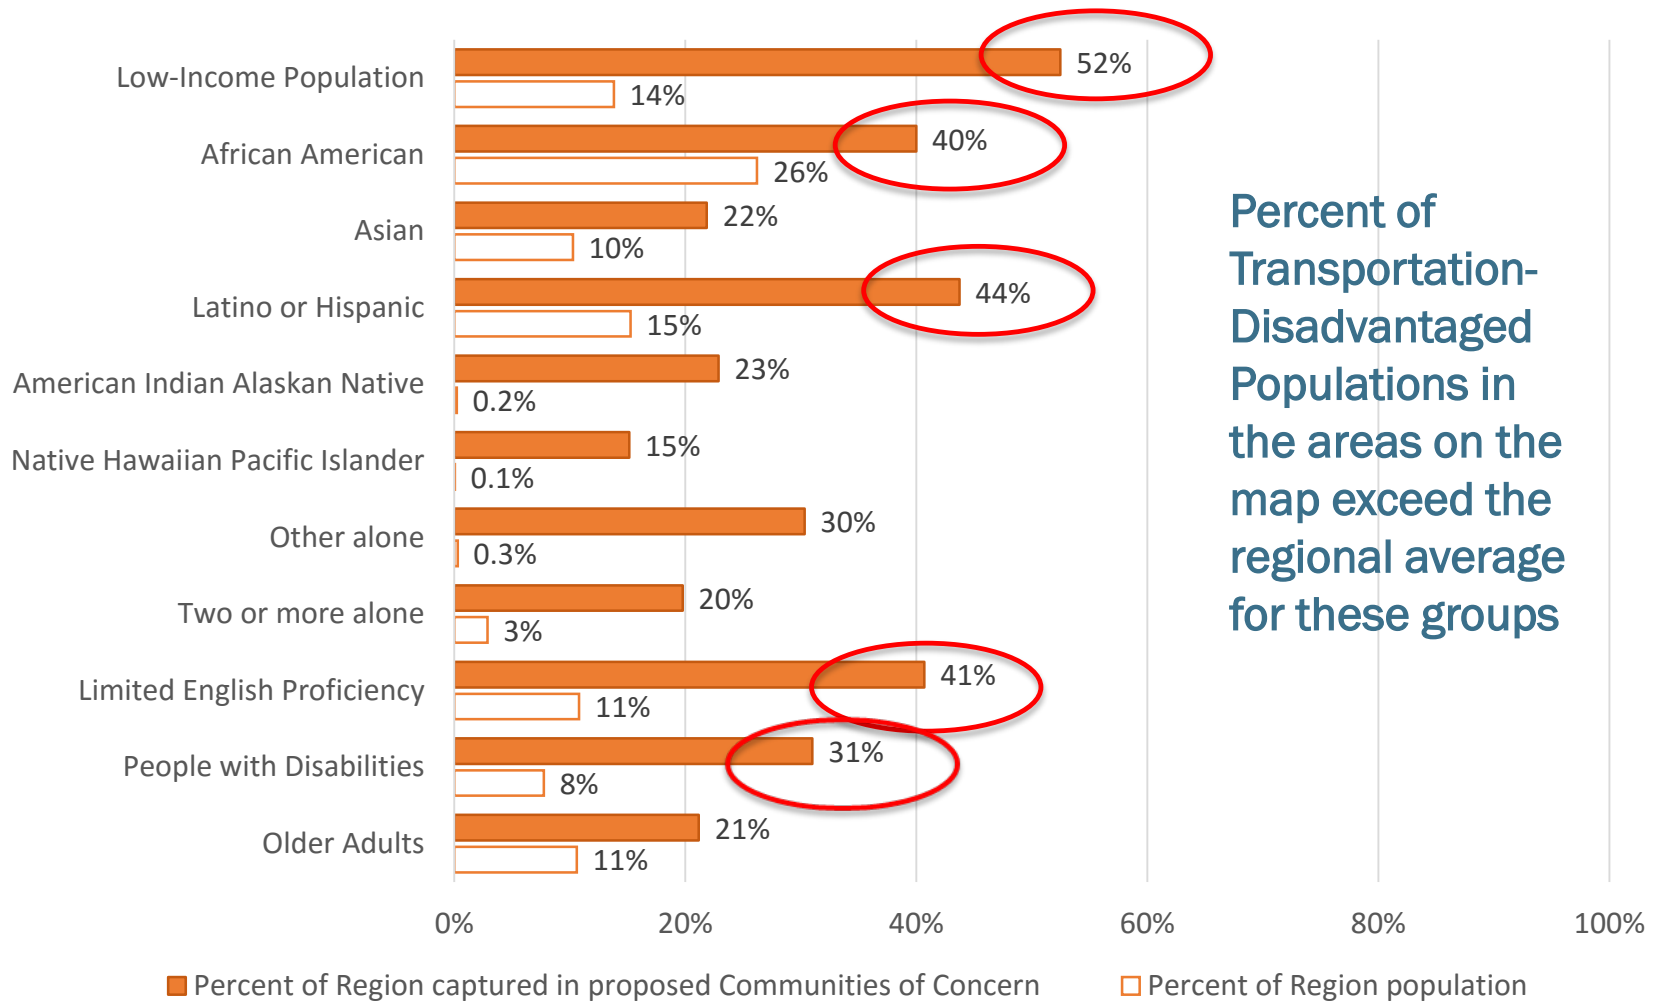 Low-Income Population
52%
14%
African American
40%
26%
Asian
22%
10%
Latino or Hispanic
44%
15%
American Indian Alaskan Native
23%
0.2%
Native Hawaiian Pacific Islander
15%
0.1%
Other alone
30%
0.3%
Two or more alone
20%
3%
Limited English Proficiency
41%
11%
People with Disabilities
31%
8%
Older Adults
21%
11%
Percent of
Transportation-
Disadvantaged
Populations in
the areas on the
map exceed the
regional average
for these groups
0% 20% 40% 60% 80% 100%
Percent of Region captured in proposed Communities of Concern Percent of Region population